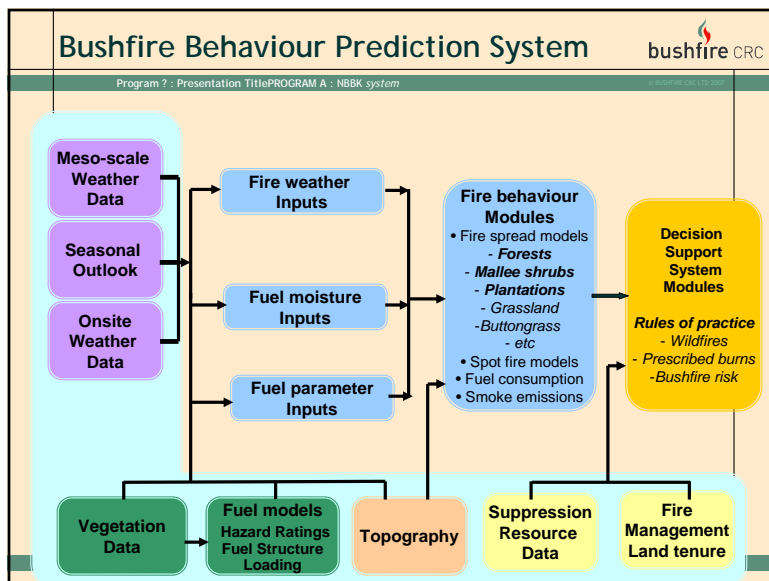 Bushfire Behaviour Prediction System
bushfire CRC
Program ? : Presentation TitlePROGRAM A : NBBK system
© BUSHFIRE CRC LTD 2007
Meso-scale
Weather
Data
Seasonal
Outlook
Onsite
Weather
Data
Fire weather
Inputs
Fuel moisture
Inputs
Fuel parameter
Inputs
Fire behaviour
Modules
• Fire spread models
- Forests
- Mallee shrubs
- Plantations
- Grassland
-Buttongrass
- etc
• Spot fire models
• Fuel consumption
• Smoke emissions
Decision
Support
System
Modules
Rules of practice
- Wildfires
- Prescribed burns
-Bushfire risk
Vegetation
Data
Fuel models
Hazard Ratings
Fuel Structure
Loading
Topography
Suppression
Resource
Data
Fire
Management
Land tenure